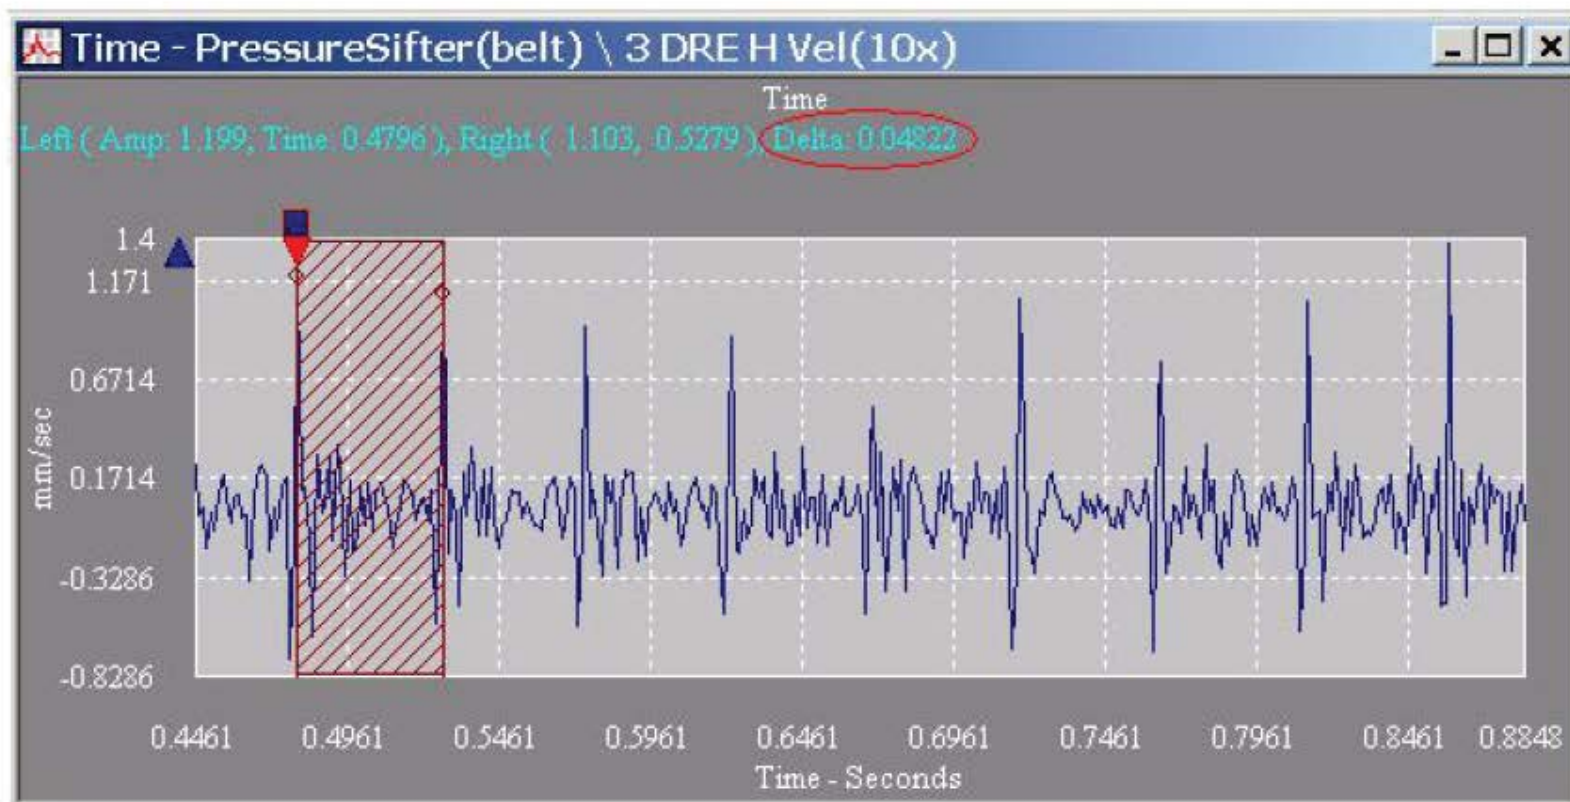 Time - PressureSifter(belt) \ 3 DRE H Vel(10x)
Time
Left ( Amp: 1.199, Time: 0.4796 ), Right ( 1.103, 0.5279 ), Delta: 0.04822
1.4
1.171
0.6714
mm/sec
0.1714
-0.3286
-0.8286
0.4461 0.4961 0.5461 0.5961 0.6461 0.6961 0.7461 0.7961 0.8461 0.8848
Time - Seconds